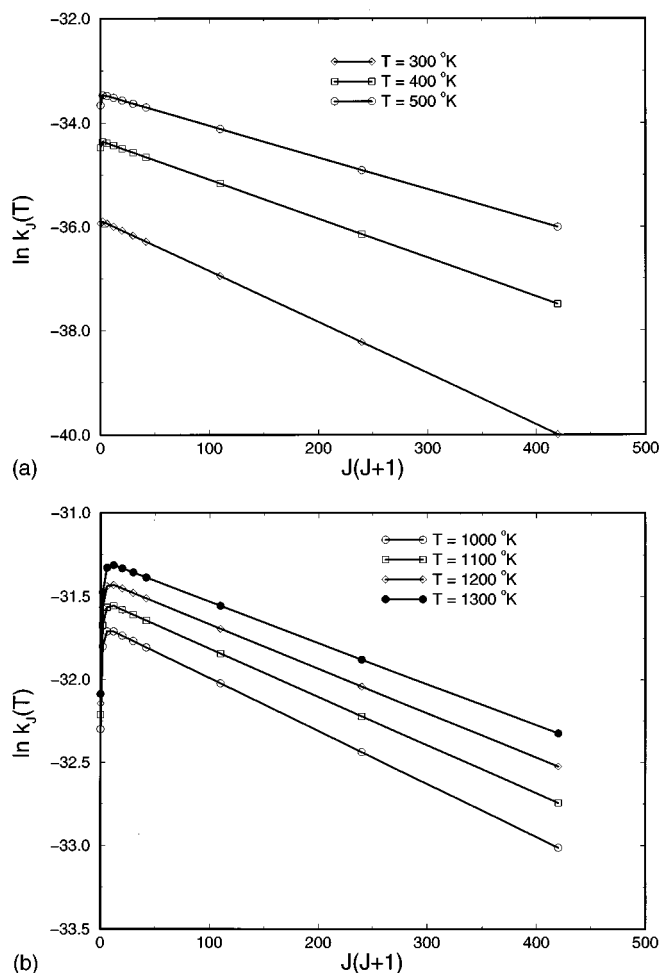 -32.0
T = 300 °K
T = 400 °K
T = 500 °K
-34.0
ln kJ(T)
-36.0
-38.0
-40.0
0 100 200 300 400 500
J(J+1)
(a)
-31.0
T = 1000 °K
T = 1100 °K
T = 1200 °K
T = 1300 °K
-31.5
-32.0
ln kJ(T)
-32.5
-33.0
-33.5
0 100 200 300 400 500
J(J+1)
(b)